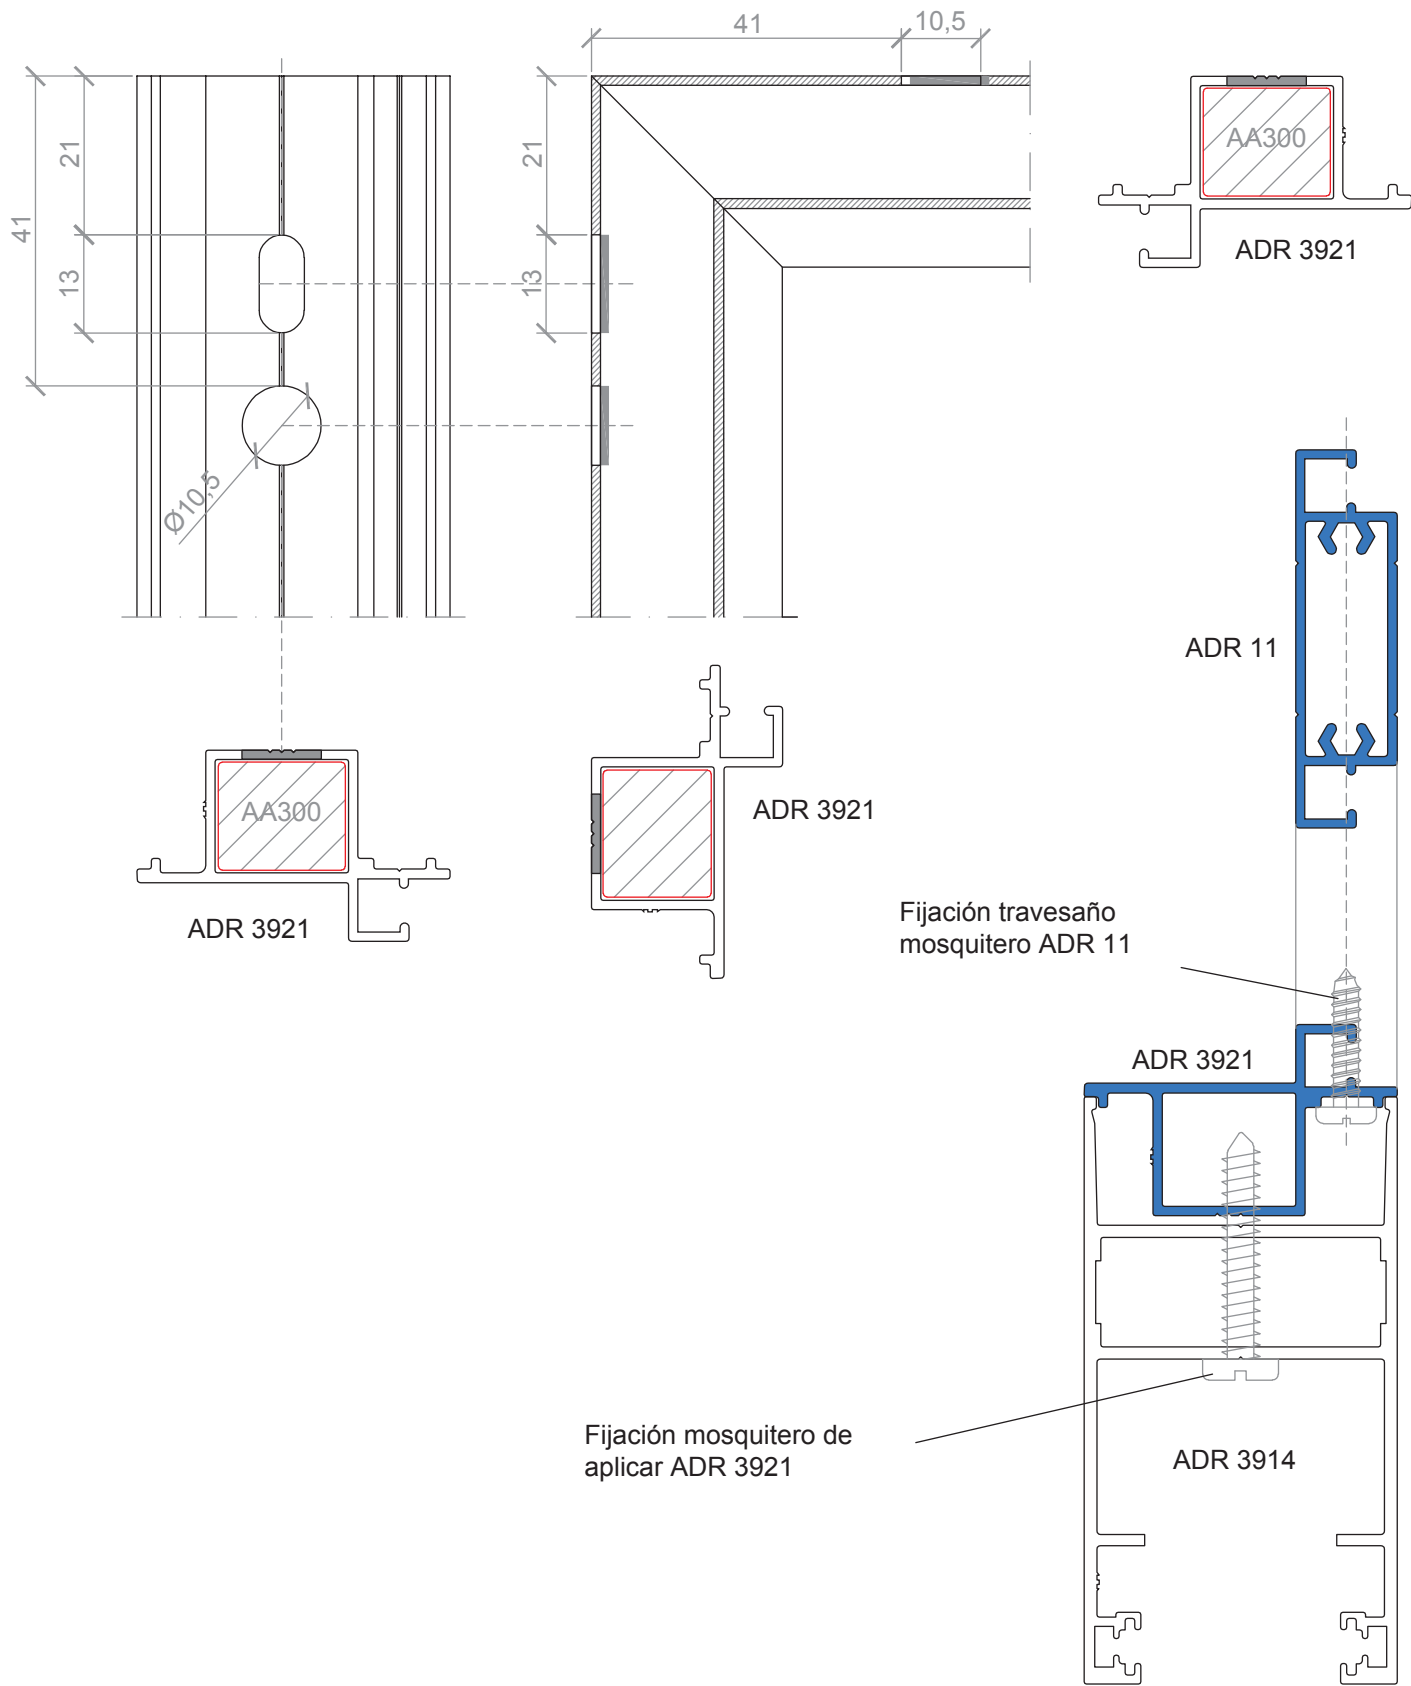 41
10,5
21
41
13
Ø10,5
21
13
AA300
ADR 3921
ADR 11
AA300
ADR 3921
ADR 3921
Fijación travesaño
mosquitero ADR 11
ADR 3921
Fijación mosquitero de
aplicar ADR 3921
ADR 3914